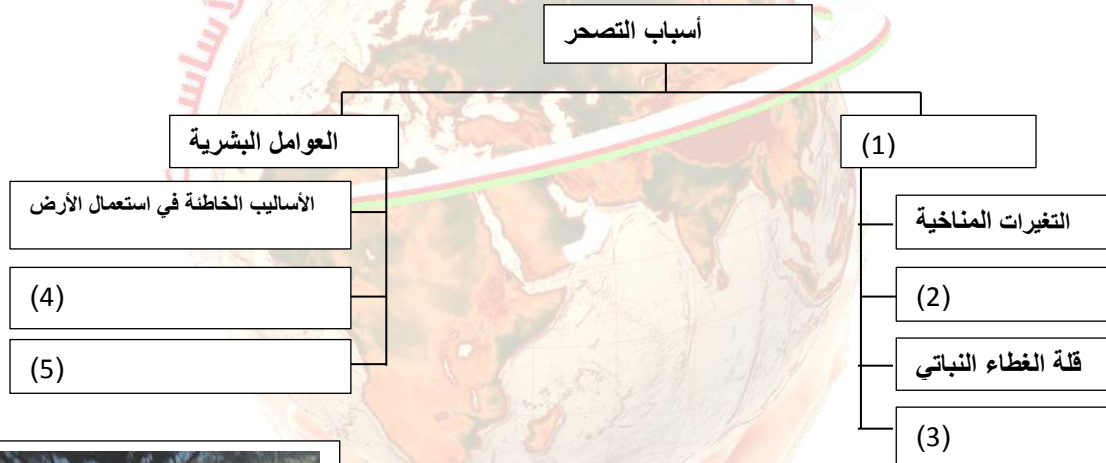 أسباب التصحر
(1)
العوامل البشرية
التغيرات المناخية
الأساليب الخاطئة في استعمال الأرض
(2)
(4)
قلة الغطاء النباتي
(5)
(3)